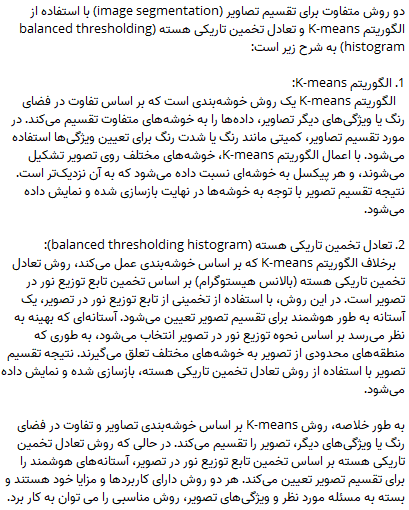 دو روش متفاوت برای تقسیم تصاویر (image segmentation) با استفاده از
الگوریتم K-means و تعادل تخمین تاریکی هسته (balanced thresholding
histogram) به شرح زیر است:
1. الگوریتم K-means:
الگوریتم K-means یک روش خوشه‌بندی است که بر اساس تفاوت در فضای
رنگ یا ویژگی‌های دیگر تصاویر، داده‌ها را به خوشه‌های متفاوت تقسیم می‌کند. در
مورد تقسیم تصاویر، کمیتی مانند رنگ یا شدت رنگ برای تعیین ویژگی‌ها استفاده
می‌شود. با اعمال الگوریتم K-means، خوشه‌های مختلف روی تصویر تشکیل
می‌شوند، و هر پیکسل به خوشه‌ای نسبت داده می‌شود که به آن نزدیک‌تر است.
نتیجه تقسیم تصویر با توجه به خوشه‌ها در نهایت بازسازی شده و نمایش داده
می‌شود.
2. تعادل تخمین تاریکی هسته (balanced thresholding histogram):
برخلاف الگوریتم K-means که بر اساس خوشه‌بندی عمل می‌کند، روش تعادل
تخمین تاریکی هسته (بالانس هیستوگرام) بر اساس تخمین تابع توزیع نور در
تصویر است. در این روش، با استفاده از تخمینی از تابع توزیع نور در تصویر، یک
آستانه به طور هوشمند برای تقسیم تصویر تعیین می‌شود. آستانه‌ای که بهینه به
نظر می‌رسد بر اساس نحوه توزیع نور در تصویر انتخاب می‌شود، به طوری که
منطقه‌های محدودی از تصویر به خوشه‌های مختلف تعلق می‌گیرند. نتیجه تقسیم
تصویر با استفاده از روش تعادل تخمین تاریکی هسته، بازسازی شده و نمایش داده
می‌شود.
به طور خلاصه، روش K-means بر اساس خوشه‌بندی تصاویر و تفاوت در فضای
رنگ یا ویژگی‌های دیگر، تصویر را تقسیم می‌کند. در حالی که روش تعادل تخمین
تاریکی هسته بر اساس تخمین تابع توزیع نور در تصویر، آستانه‌های هوشمند را
برای تقسیم تصویر تعیین می‌کند. هر دو روش دارای کاربردها و مزایا خود هستند و
بسته به مسئله مورد نظر و ویژگی‌های تصویر، روش مناسبی را می توان به کار برد.